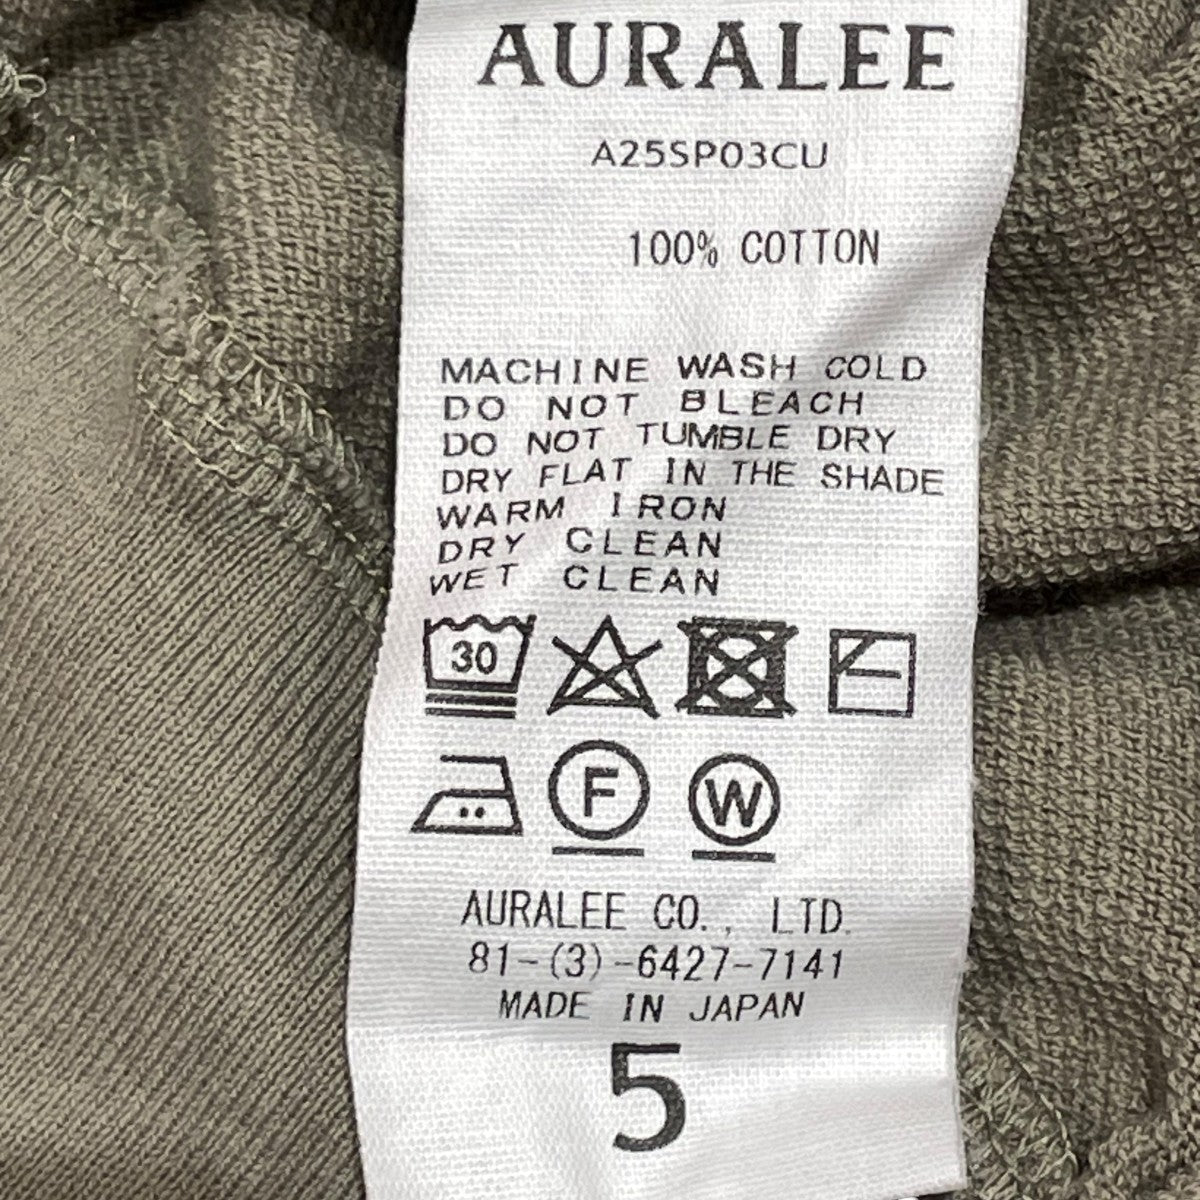 AURALEE
A25SP03CU
100% COTTON
MACHINE WASH COLD
DO NOT BLEACH
DO NOT TUMBLE DRY
DRY FLAT IN THE SHADE
WARM IRON
DRY CLEAN
WET CLEAN
30
F W
AURALEE CO., LTD.
81-(3)-6427-7141
MADE IN JAPAN
5